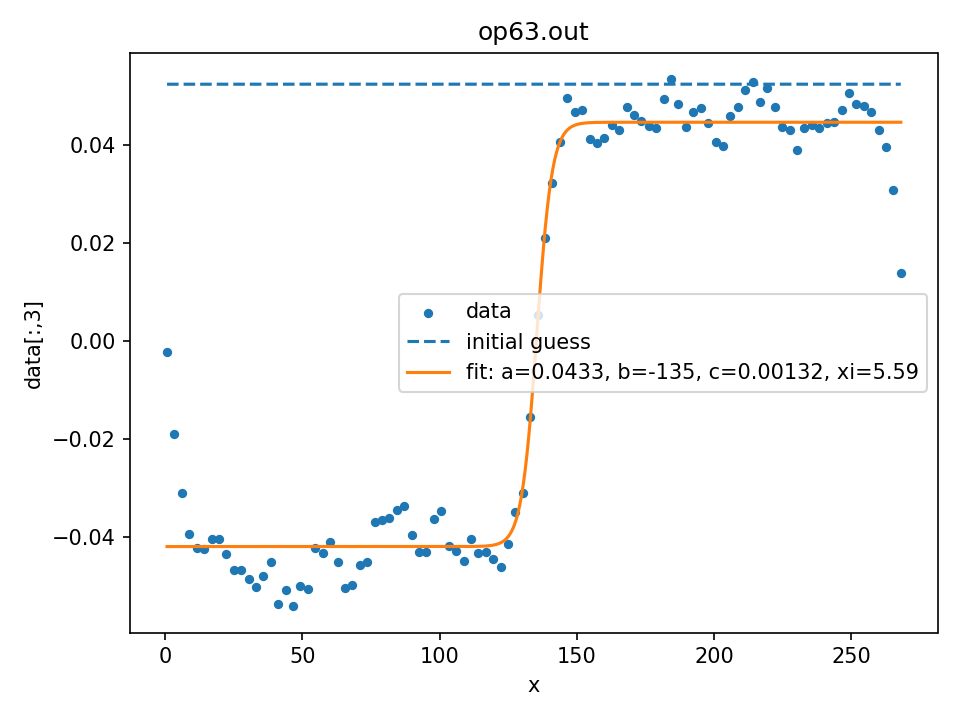 op63.out
data[:,3]
0.04
0.02
0.00
−0.02
−0.04
data
initial guess
fit: a=0.0433, b=-135, c=0.00132, xi=5.59
0 50 100 150 200 250
x